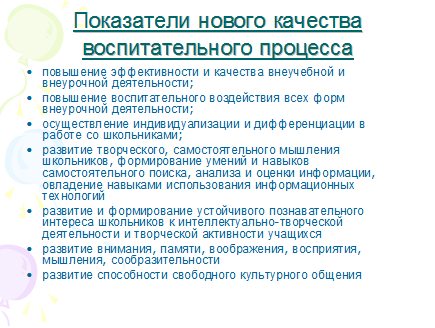 Показатели нового качества
воспитательного процесса
• повышение эффективности и качества внеучебной и
внеурочной деятельности;
• повышение воспитательного воздействия всех форм
внеурочной деятельности;
• осуществление индивидуализации и дифференциации в
работе со школьниками;
• развитие творческого, самостоятельного мышления
школьников, формирование умений и навыков
самостоятельного поиска, анализа и оценки информации,
овладение навыками использования информационных
технологий
• развитие и формирование устойчивого познавательного
интереса школьников к интеллектуально-творческой
деятельности и творческой активности учащихся
• развитие внимания, памяти, воображения, восприятия,
мышления, сообразительности
• развитие способности свободного культурного общения